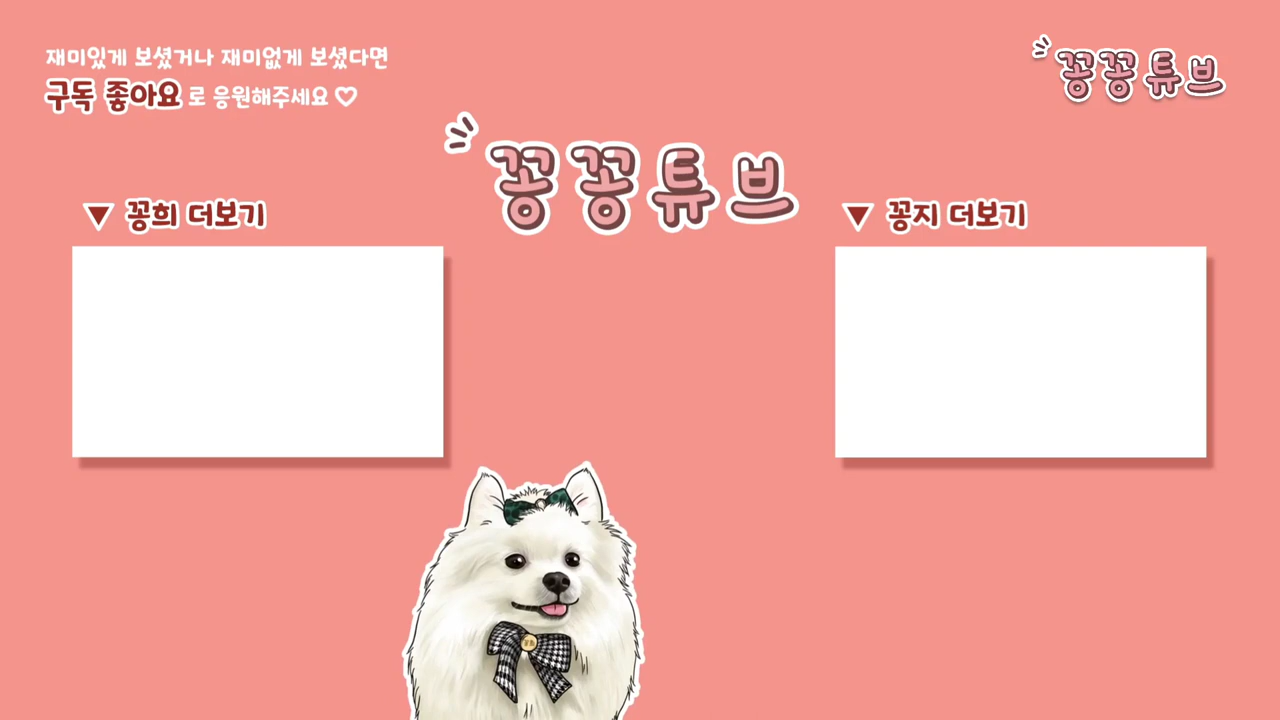 재미있게 보셨거나 재미없게 보셨다면
구독 좋아요 로 응원해주세요 ♡
꽁꽁튜브
꽁꽁튜브
▼ 꽁희 더보기
▼ 꽁지 더보기